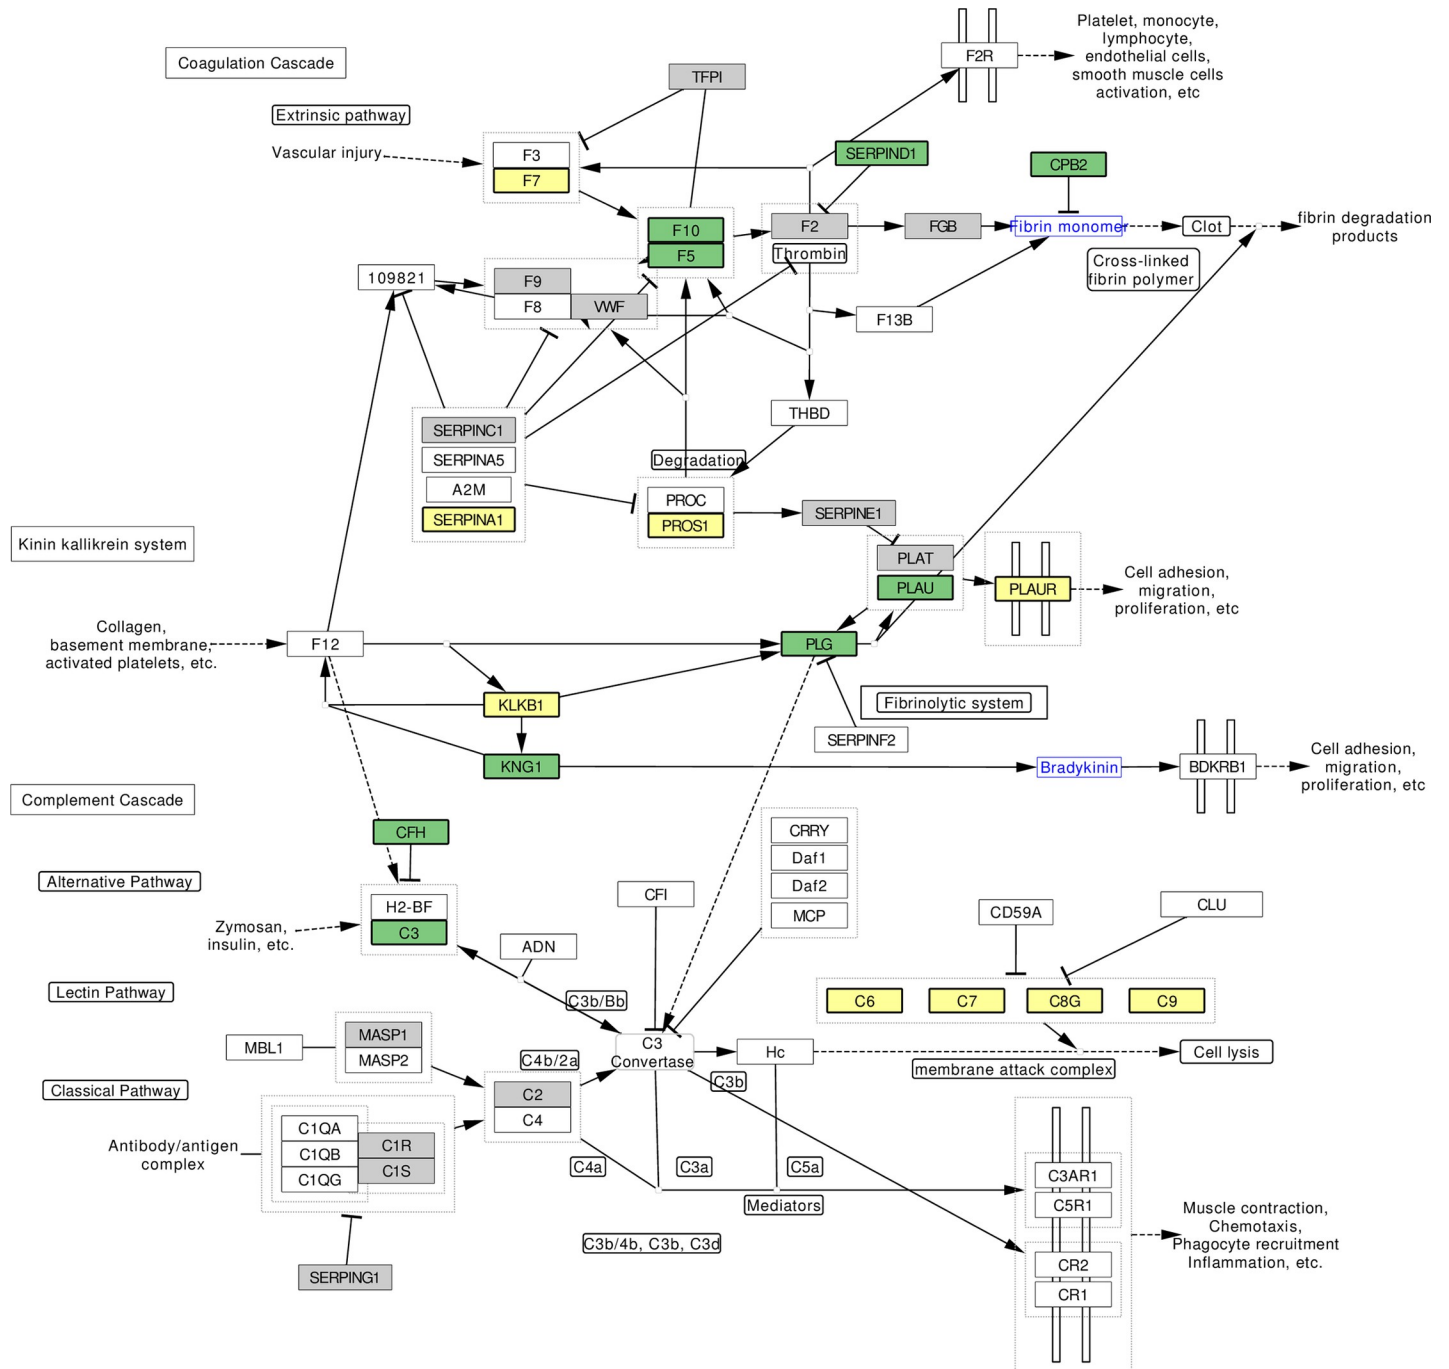 Coagulation Cascade
Extrinsic pathway
Vascular injury
TFPI
F3
F7
F10
F5
SERPIND1
F2
Thrombin
FGB
F2R
Platelet, monocyte,
lymphocyte,
endothelial cells,
smooth muscle cells
activation, etc
CPB2
Fibrin monomer
Clot
fibrin degradation
products
Cross-linked
fibrin polymer
109821
F9
F8
VWF
F13B
THBD
SERPINC1
SERPINA5
A2M
SERPINA1
Degradation
PROC
PROS1
SERPINE1
PLAT
PLAU
PLAUR
Cell adhesion,
migration,
proliferation, etc
Kinin kallikrein system
Collagen,
basement membrane,
activated platelets, etc.
F12
PLG
KLKB1
KNG1
Fibrinolytic system
SERPINF2
Bradykinin
BDKRB1
Cell adhesion,
migration,
proliferation, etc
Complement Cascade
CFH
Alternative Pathway
H2-BF
C3
Zymosan,
insulin, etc.
ADN
CFI
CRRY
Daf1
Daf2
MCP
CD59A
CLU
C6
C7
C8G
C9
Lectin Pathway
C3b/Bb
MBL1
MASP1
MASP2
C4b/2a
C3
Convertase
Hc
Cell lysis
membrane attack complex
C3b
Classical Pathway
C2
C4
C1QA
C1QB
C1QG
C1R
C1S
Antibody/antigen
complex
C4a
C3a
C5a
Mediators
C3b/4b, C3b, C3d
SERPING1
C3AR1
C5R1
CR2
CR1
Muscle contraction,
Chemotaxis,
Phagocyte recruitment
Inflammation, etc.